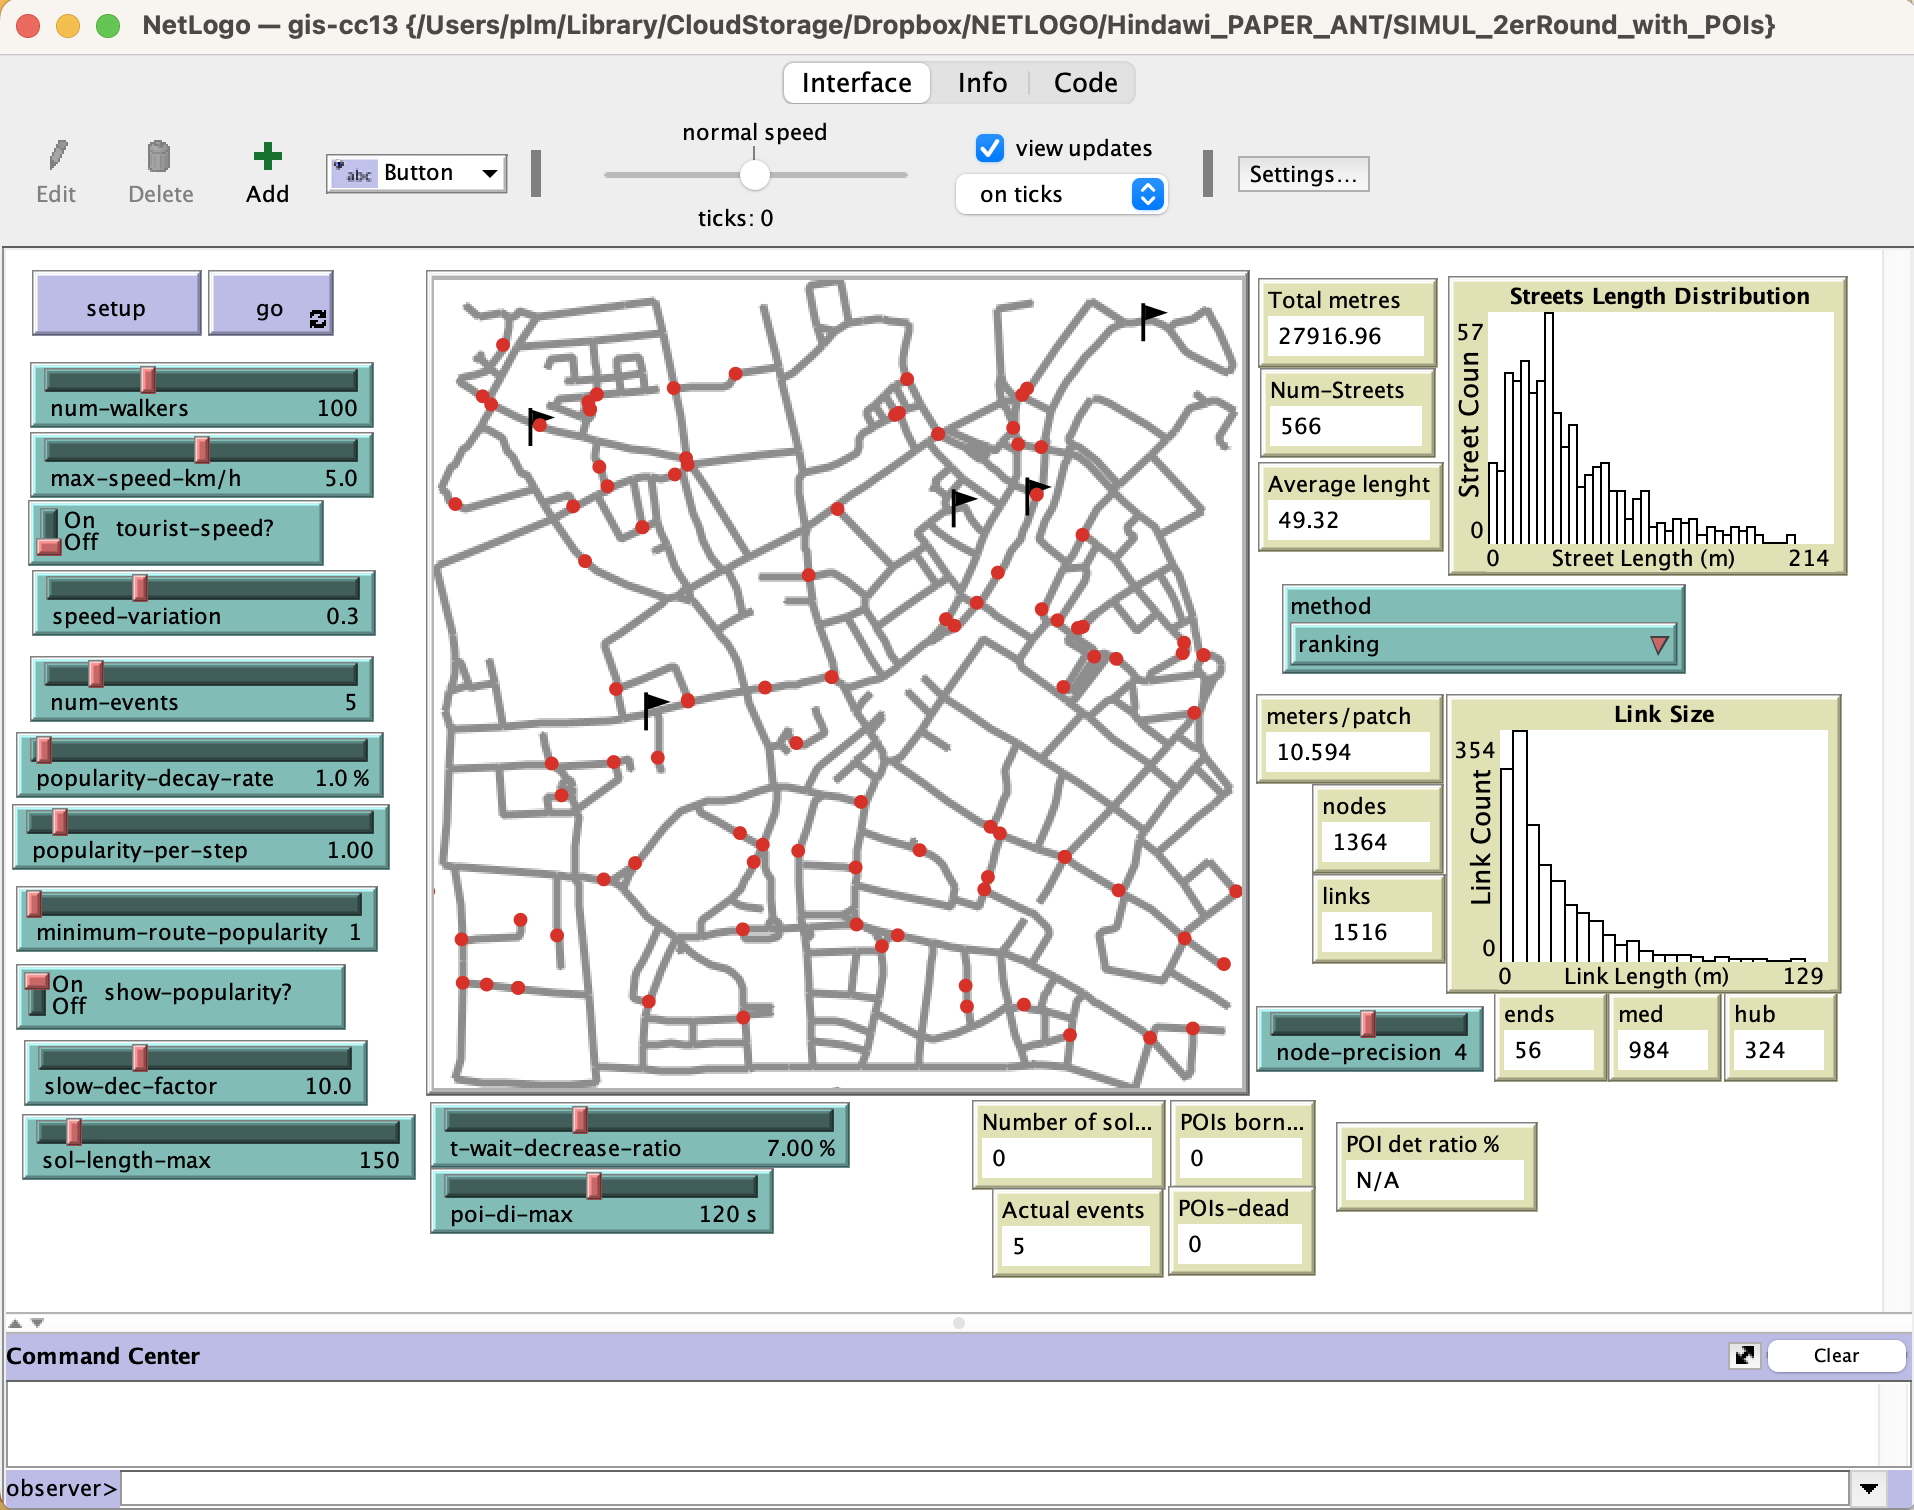 NetLogo — gis-cc13 {/Users/plm/Library/CloudStorage/Dropbox/NETLOGO/Hindawi_PAPER_ANT/SIMUL_2erRound_with_POIs}
Interface
Info
Code
Edit
Delete
Add
abc Button
normal speed
ticks: 0
view updates
on ticks
Settings...
setup
go
num-walkers 100
max-speed-km/h 5.0
On
Off
tourist-speed?
speed-variation 0.3
num-events 5
popularity-decay-rate 1.0 %
popularity-per-step 1.00
minimum-route-popularity 1
On
Off
show-popularity?
slow-dec-factor 10.0
sol-length-max 150
t-wait-decrease-ratio 7.00 %
poi-di-max 120 s
Total metres
27916.96
Num-Streets
566
Average lenght
49.32
Streets Length Distribution
57
Street Coun
0
0 Street Length (m) 214
method
ranking
meters/patch
10.594
nodes
1364
links
1516
Link Size
354
Link Count
0
0 Link Length (m) 129
node-precision 4
ends
56
med
984
hub
324
Number of sol...
0
POIs born...
0
Actual events
5
POIs-dead
0
POI det ratio %
N/A
Command Center
Clear
observer>